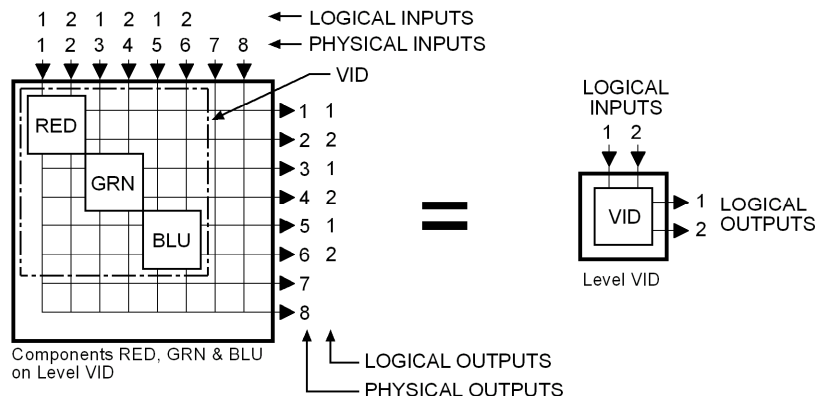 1 2 1 2 1 2 LOGICAL INPUTS
1 2 3 4 5 6 7 8 PHYSICAL INPUTS
VID
RED
GRN
BLU
1 1
2 2
3 1
4 2
5 1
6 2
7
8
Components RED, GRN & BLU
on Level VID
LOGICAL OUTPUTS
PHYSICAL OUTPUTS
=
LOGICAL
INPUTS
1 2
VID
1
2
LOGICAL
OUTPUTS
Level VID